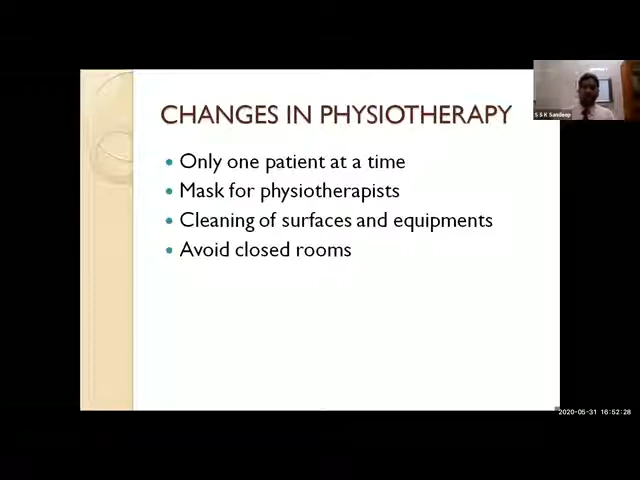 CHANGES IN PHYSIOTHERAPY
Only one patient at a time
Mask for physiotherapists
Cleaning of surfaces and equipments
Avoid closed rooms
S S K Sandeep
2020-05-31 16:52:28